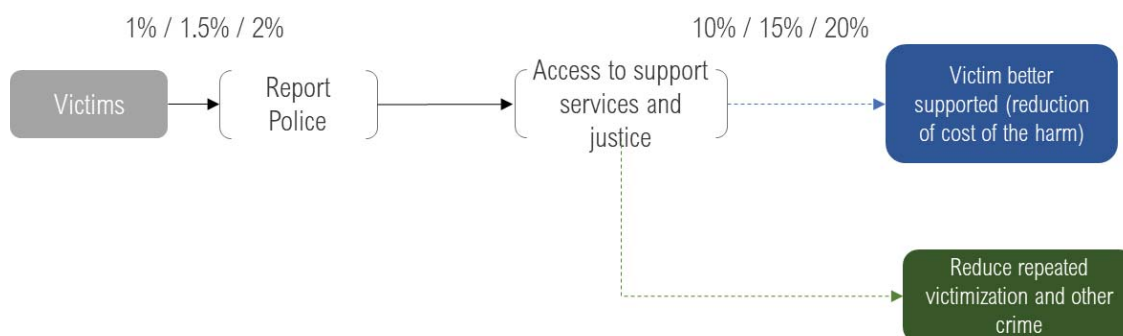 1% / 1.5% / 2%
10% / 15% / 20%
Victims
Report
Police
Access to support
services and
justice
Victim better
supported (reduction
of cost of the harm)
Reduce repeated
victimization and other
crime